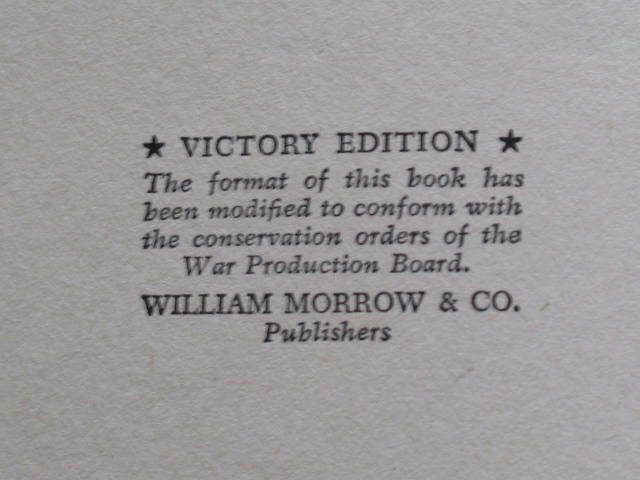 ★ VICTORY EDITION ★
The format of this book has
been modified to conform with
the conservation orders of the
War Production Board.
WILLIAM MORROW & CO.
Publishers